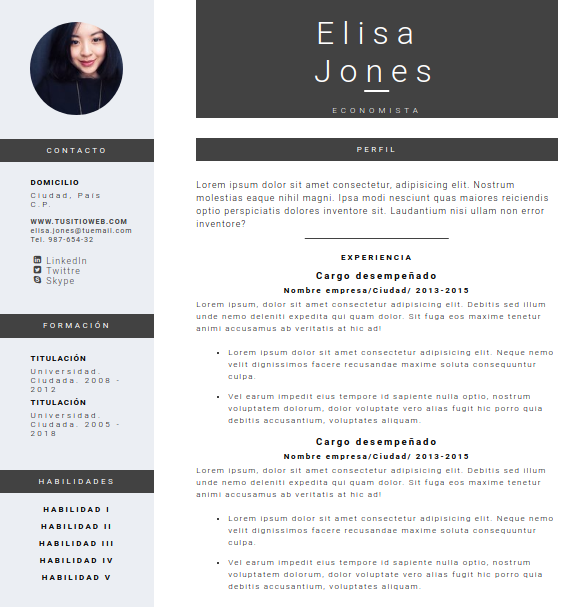 CONTACTO
DOMICILIO
Ciudad, País
C.P.
WWW.TUSITIOWEB.COM
elisa.jones@tuemail.com
Tel. 987-654-32
LinkedIn
Twittre
Skype
FORMACIÓN
TITULACIÓN
Universidad.
Ciudada. 2008 -
2012
TITULACIÓN
Universidad.
Ciudada. 2005 -
2018
HABILIDADES
HABILIDAD I
HABILIDAD II
HABILIDAD III
HABILIDAD IV
HABILIDAD V
Elisa
Jones
ECONOMISTA
PERFIL
Lorem ipsum dolor sit amet consectetur, adipisicing elit. Nostrum
molestias eaque nihil magni. Ipsa modi nesciunt quas maiores reiciendis
optio perspiciatis dolores inventore sit. Laudantium nisi ullam non error
inventore?
EXPERIENCIA
Cargo desempeñado
Nombre empresa/Ciudad/ 2013-2015
Lorem ipsum, dolor sit amet consectetur adipisicing elit. Debitis sed illum
unde nemo deleniti expedita qui quam dolor. Sit fuga eos maxime tenetur
animi accusamus ab veritatis at hic ad!
• Lorem ipsum dolor sit amet consectetur adipisicing elit. Neque nemo
velit dignissimos facere recusandae maxime soluta consequuntur
culpa.
• Vel earum impedit eius tempore id sapiente nulla optio, nostrum
voluptatem dolorum, dolor voluptate vero alias fugit hic porro quia
debitis accusamus, voluptates aliquam.
Cargo desempeñado
Nombre empresa/Ciudad/ 2013-2015
Lorem ipsum, dolor sit amet consectetur adipisicing elit. Debitis sed illum
unde nemo deleniti expedita qui quam dolor. Sit fuga eos maxime tenetur
animi accusamus ab veritatis at hic ad!
• Lorem ipsum dolor sit amet consectetur adipisicing elit. Neque nemo
velit dignissimos facere recusandae maxime soluta consequuntur
culpa.
• Vel earum impedit eius tempore id sapiente nulla optio, nostrum
voluptatem dolorum, dolor voluptate vero alias fugit hic porro quia
debitis accusamus, voluptates aliquam.